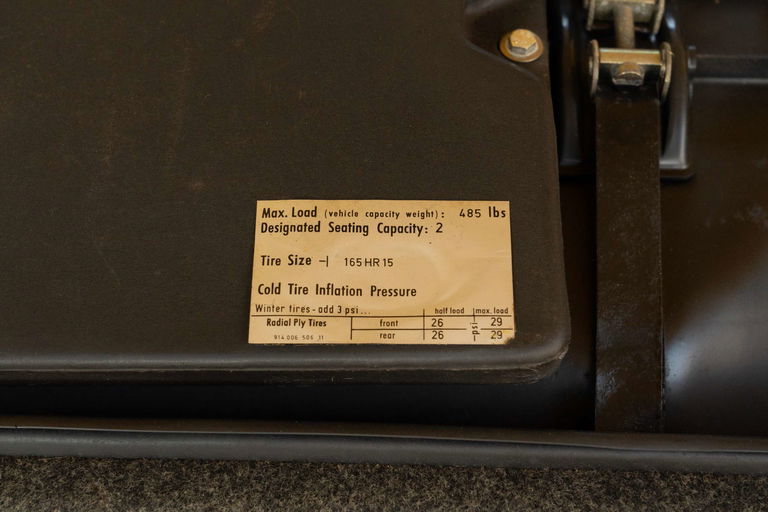 Max. Load (vehicle capacity weight): 485 lbs
Designated Seating Capacity: 2
Tire Size - 165 HR 15
Cold Tire Inflation Pressure
Winter tires - add 3 psi... half load max. load
Radial Ply Tires front 26 psi 29
rear 26 29
914 006 505 11